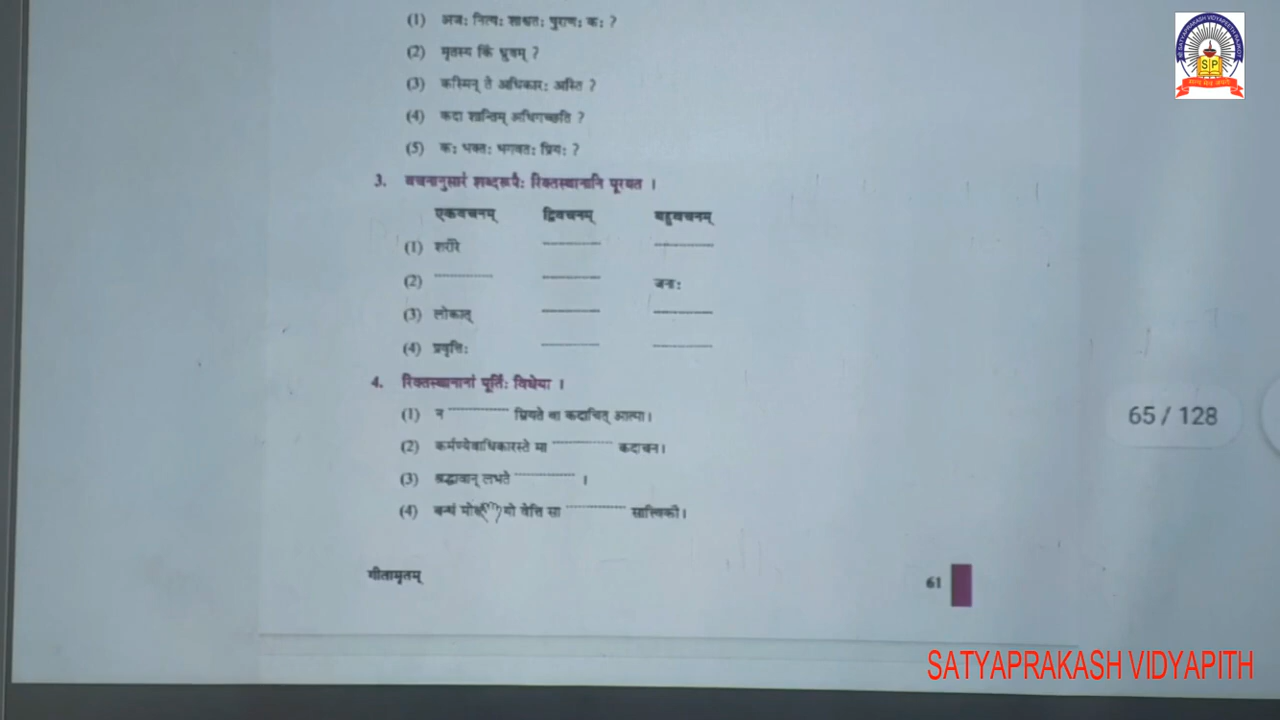 (1) अजः नित्यः शाश्वतः पुराणः कः ?
(2) मृतस्य किं ध्रुवम् ?
(3) कस्मिन् ते अधिकारः अस्ति ?
(4) कदा शान्तिम् अधिगच्छति ?
(5) कः भक्तः भगवतः प्रियः ?
3. वचनानुसारं शब्दरूपैः रिक्तस्थानानि पूरयत ।
एकवचनम् द्विवचनम् बहुवचनम्
(1) शरीरे ------------ ------------
(2) ------------ ------------ जनाः
(3) लोकात् ------------ ------------
(4) प्रवृत्तिः ------------ ------------
4. रिक्तस्थानानां पूर्तिः विधेया ।
(1) न ------------ म्रियते वा कदाचित् आत्मा।
(2) कर्मण्येवाधिकारस्ते मा ------------ कदाचन।
(3) श्रद्धावान् लभते ------------ ।
(4) बन्धं यो वेत्ति सा ------------ सात्त्विकी।
गीतामृतम् 61
65 / 128
SATYAPRAKASH VIDYAPITH
SP